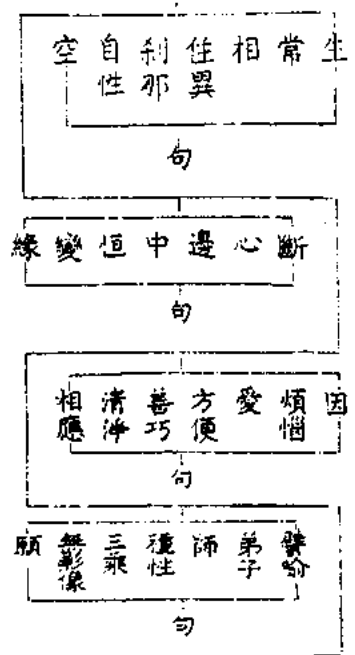 生 常 相 住異 刹那 自性 空
句
斷 心 邊 中 恒 變 緣
句
因 煩惱 愛 方便 善巧 清淨 相應
句
譬喻 弟子 師 種性 三乘 無影像 願
句